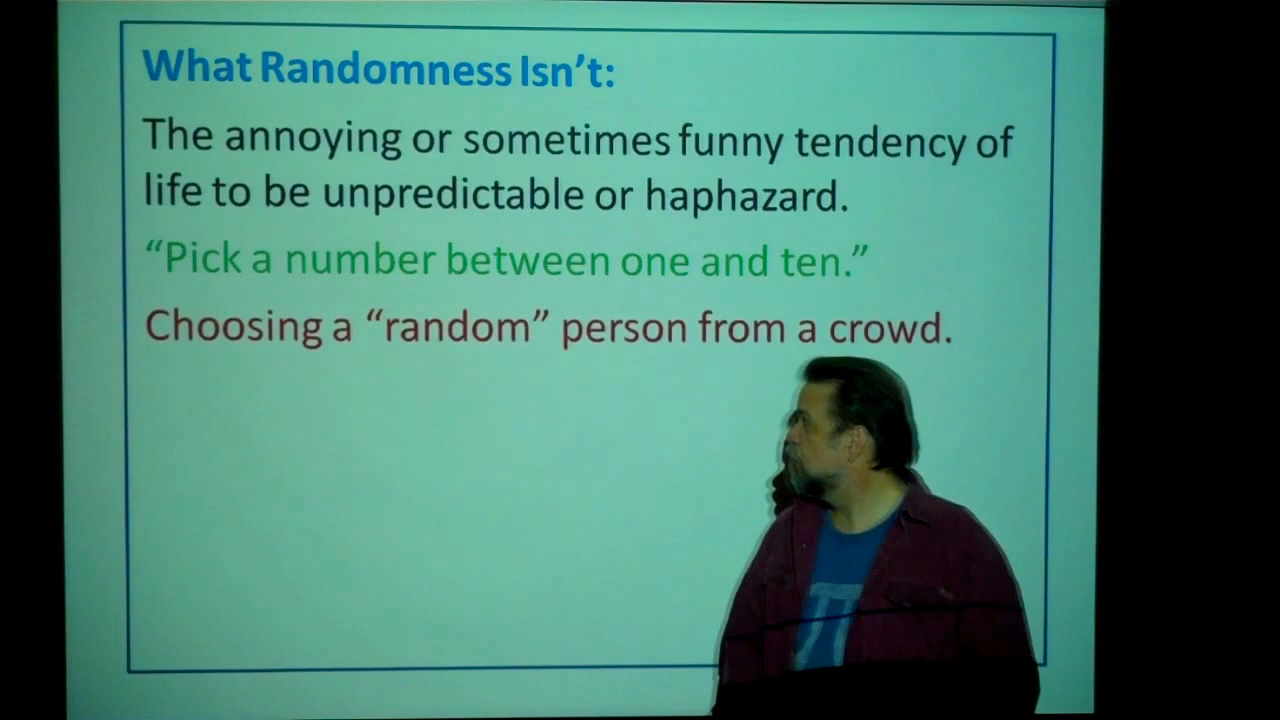 What Randomness Isn’t:
The annoying or sometimes funny tendency of
life to be unpredictable or haphazard.
“Pick a number between one and ten.”
Choosing a “random” person from a crowd.
π